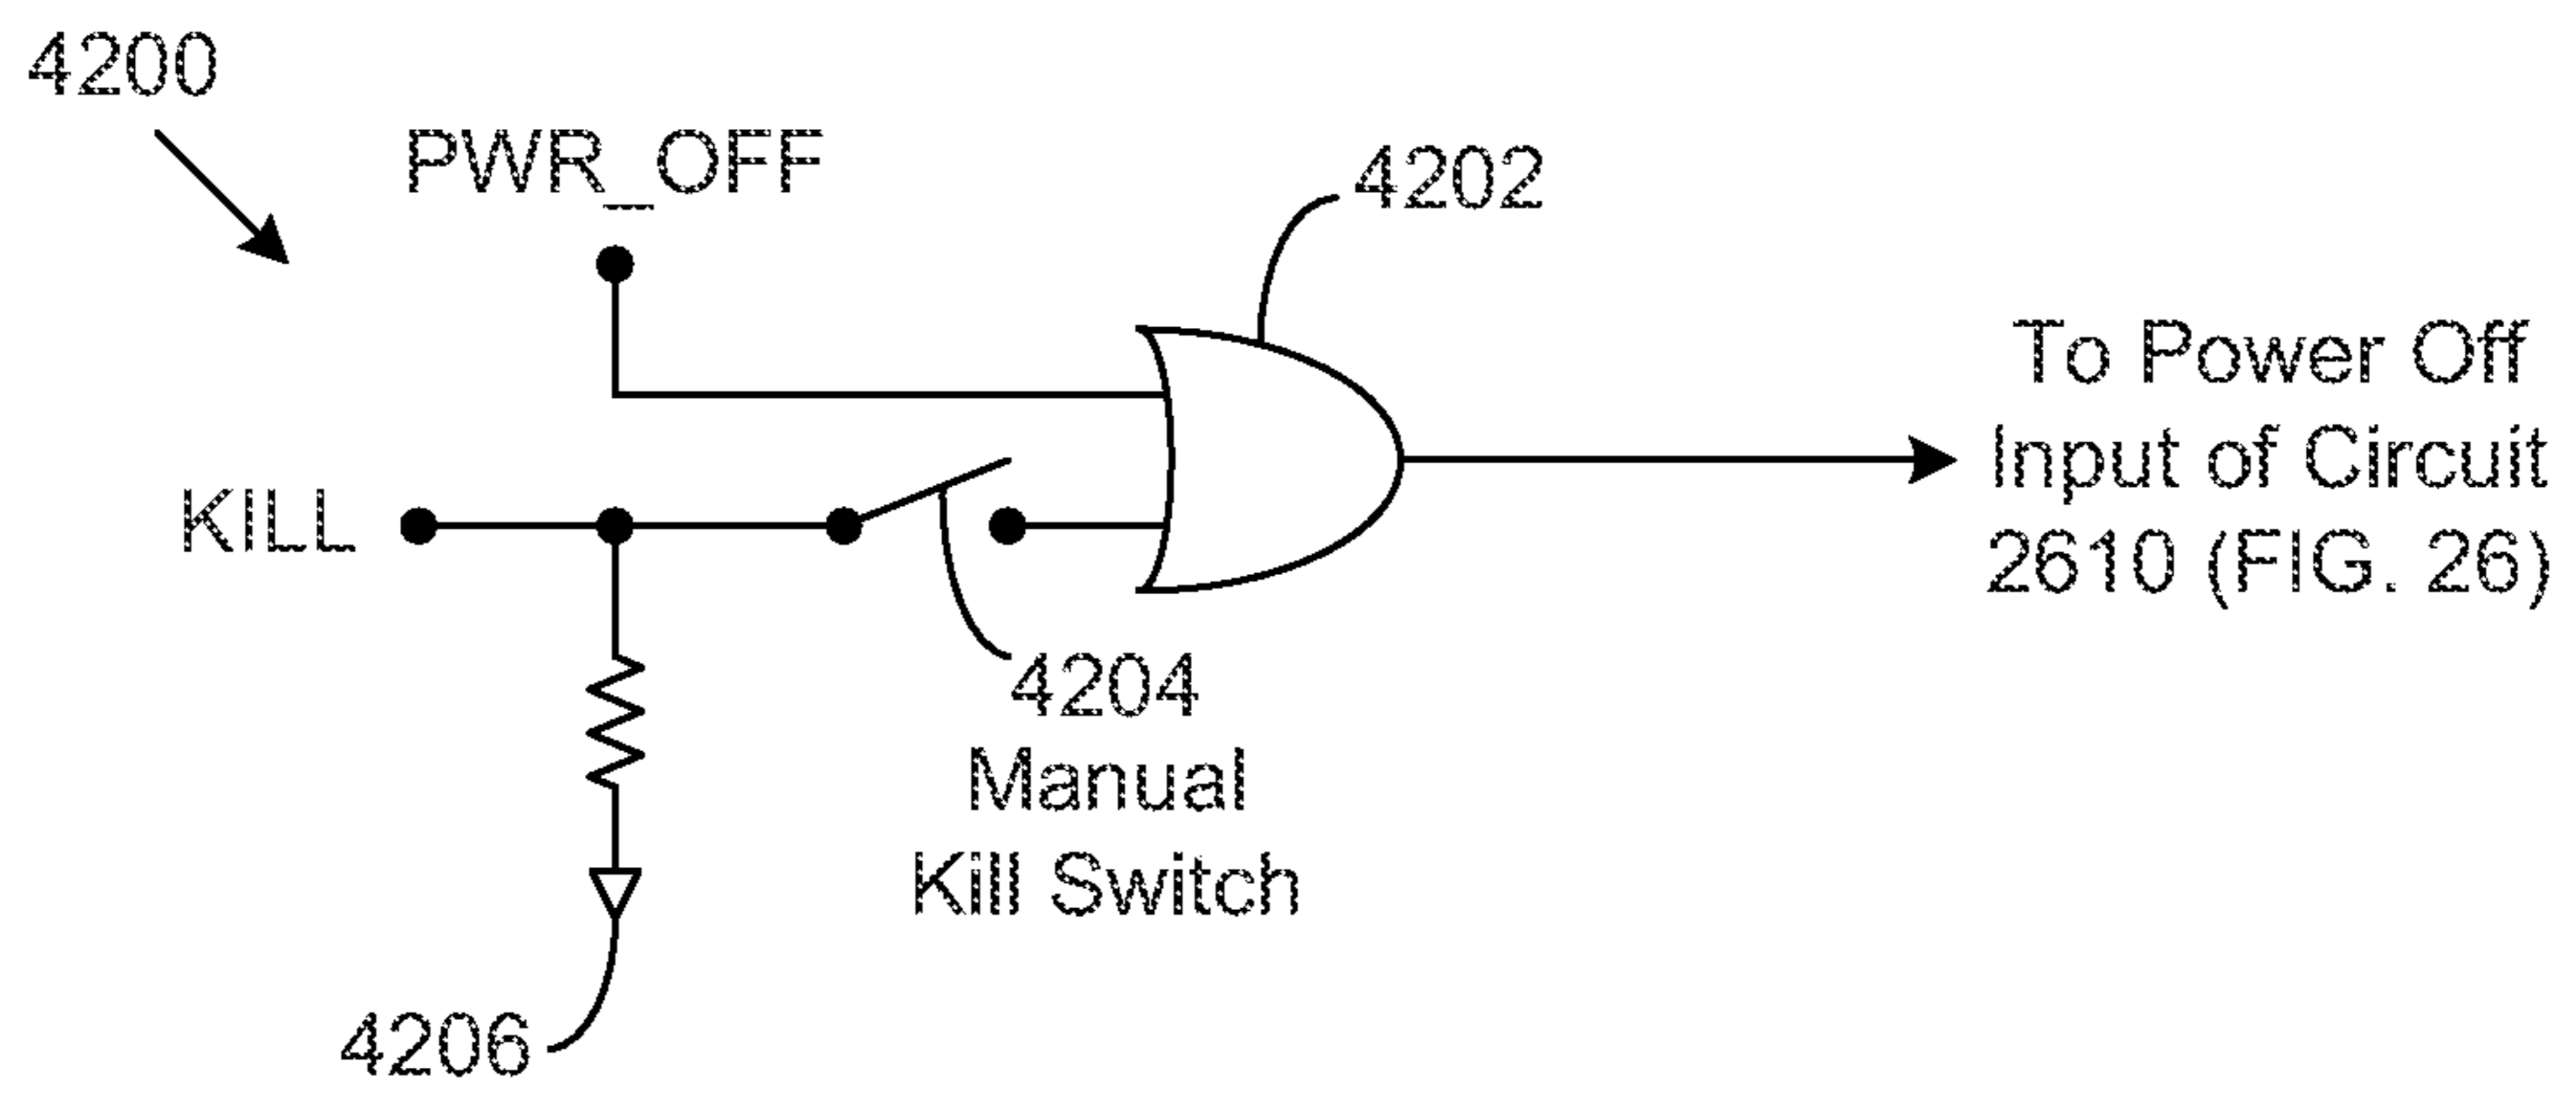 4200
PWR_OFF
4202
To Power Off
Input of Circuit
2610 (FIG. 26)
KILL
4204
Manual
Kill Switch
4206